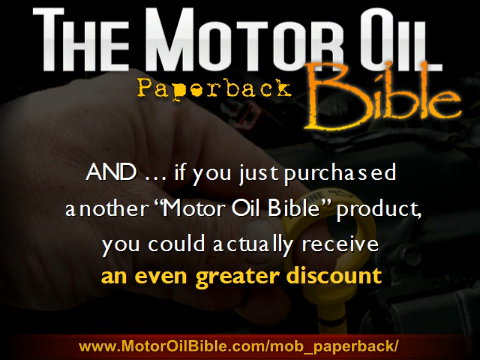 THE MOTOR OIL
Paperback Bible
AND ... if you just purchased
another “Motor Oil Bible” product,
you could actually receive
an even greater discount
www.MotorOilBible.com/mob_paperback/